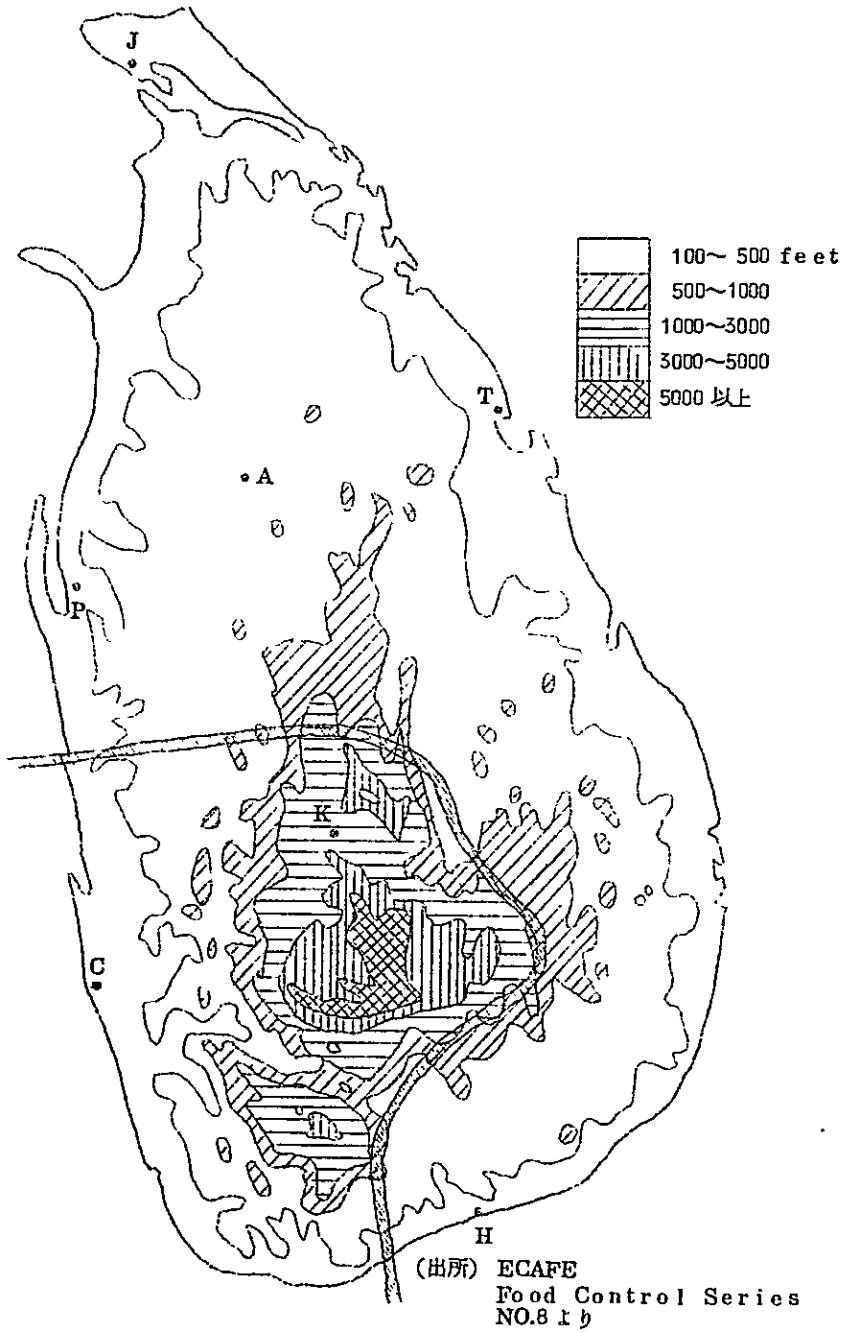 J
100～ 500 feet
500～1000
1000～3000
3000～5000
5000 以上
T
A
P
K
C
H
(出所) ECAFE
Food Control Series
NO.8 より